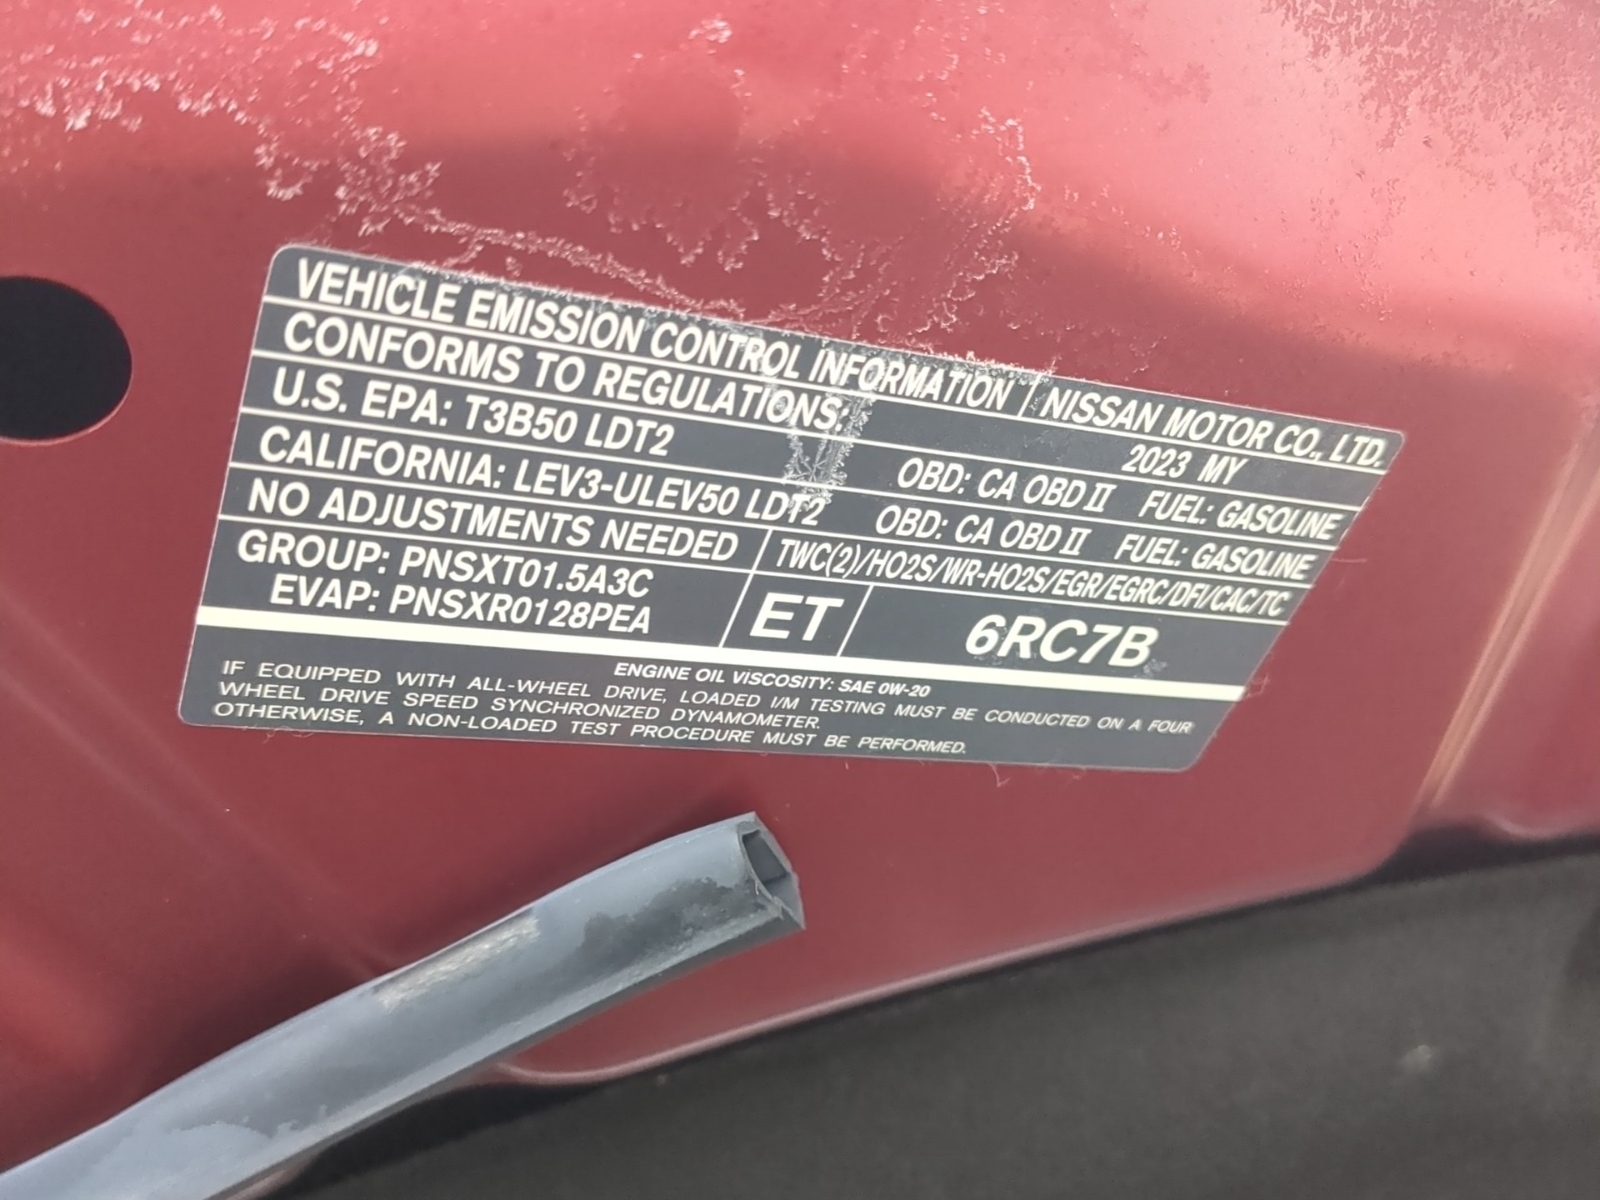 VEHICLE EMISSION CONTROL INFORMATION NISSAN MOTOR CO., LTD.
CONFORMS TO REGULATIONS: 2023 MY
U.S. EPA: T3B50 LDT2 OBD: CA OBD II FUEL: GASOLINE
CALIFORNIA: LEV3-ULEV50 LDT2 OBD: CA OBD II FUEL: GASOLINE
NO ADJUSTMENTS NEEDED TWC(2)/HO2S/WR-HO2S/EGR/EGRC/DFI/CAC/TC
GROUP: PNSXT01.5A3C
EVAP: PNSXR0128PEA
ET
6RC7B
ENGINE OIL VISCOSITY: SAE 0W-20
IF EQUIPPED WITH ALL-WHEEL DRIVE, LOADED I/M TESTING MUST BE CONDUCTED ON A FOUR
WHEEL DRIVE SPEED SYNCHRONIZED DYNAMOMETER.
OTHERWISE, A NON-LOADED TEST PROCEDURE MUST BE PERFORMED.